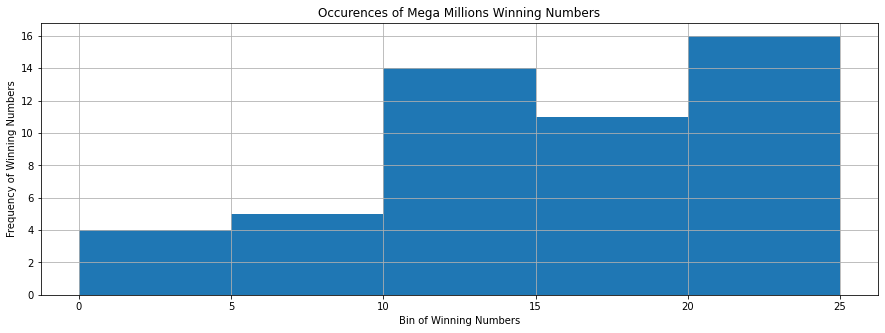 Occurences of Mega Millions Winning Numbers
Frequency of Winning Numbers
16
14
12
10
8
6
4
2
0
0 5 10 15 20 25
Bin of Winning Numbers